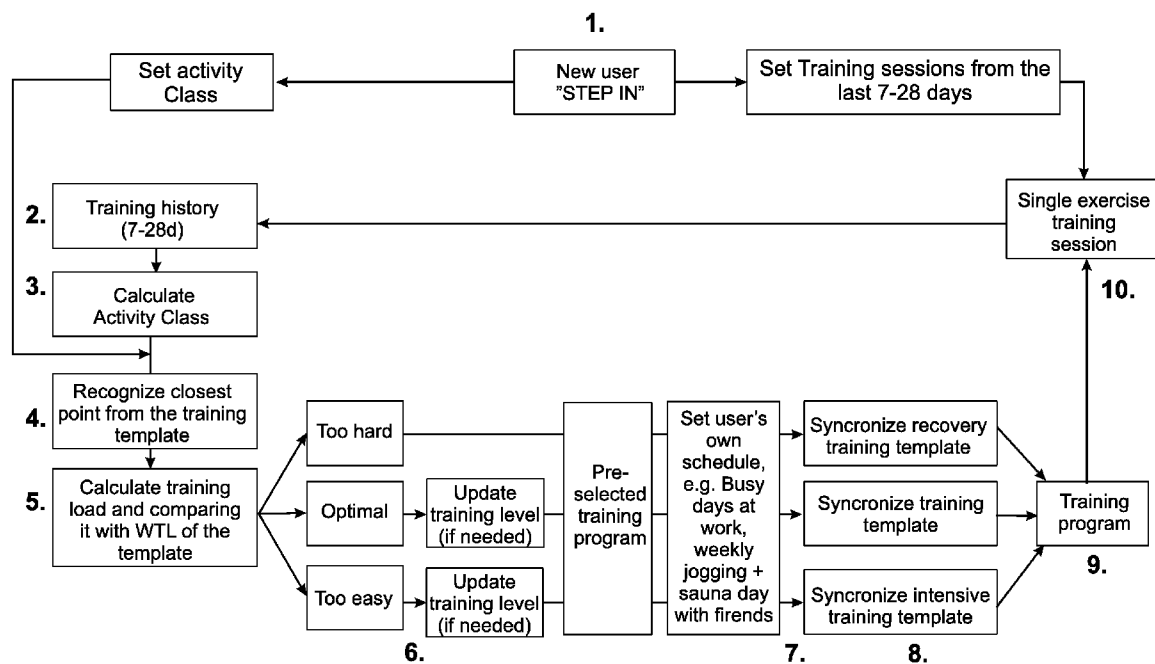 1.
Set activity
Class
New user
"STEP IN"
Set Training sessions from the
last 7-28 days
2.
Training history
(7-28d)
Single exercise
training
session
10.
3.
Calculate
Activity Class
4.
Recognize closest
point from the training
template
5.
Calculate training
load and comparing
it with WTL of the
template
Too hard
Optimal
Update
training level
(if needed)
Too easy
Update
training level
(if needed)
6.
Pre-
selected
training
program
Set user's own
schedule,
e.g. Busy
days at
work,
weekly
jogging +
sauna day
with firends
7.
Syncronize recovery
training template
Syncronize training
template
Syncronize intensive
training template
8.
Training
program
9.